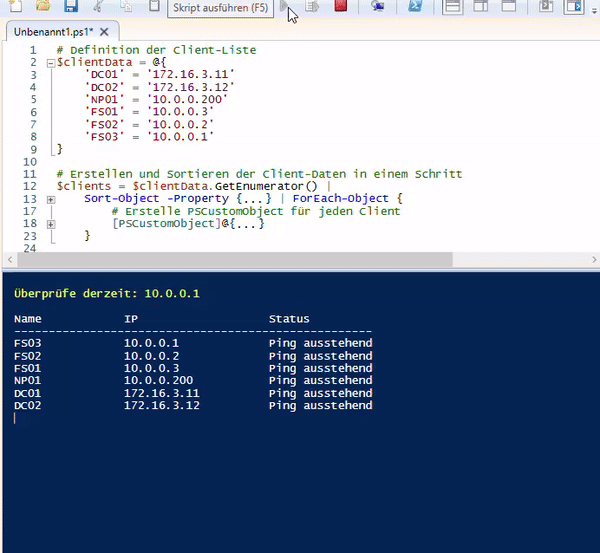 Skript ausführen (F5)
Unbenannt1.ps1* X
1 # Definition der Client-Liste
2 $clientData = @{
3 'DC01' = '172.16.3.11'
4 'DC02' = '172.16.3.12'
5 'NP01' = '10.0.0.200'
6 'FS01' = '10.0.0.3'
7 'FS02' = '10.0.0.2'
8 'FS03' = '10.0.0.1'
9 }
10
11 # Erstellen und Sortieren der Client-Daten in einem Schritt
12 $clients = $clientData.GetEnumerator() |
13 Sort-Object -Property {...} | ForEach-Object {
17 # Erstelle PSCustomObject für jeden Client
18 [PSCustomObject]@{...}
23 }
24
Überprüfe derzeit: 10.0.0.1
Name IP Status
----------------------------------------------------
FS03 10.0.0.1 Ping ausstehend
FS02 10.0.0.2 Ping ausstehend
FS01 10.0.0.3 Ping ausstehend
NP01 10.0.0.200 Ping ausstehend
DC01 172.16.3.11 Ping ausstehend
DC02 172.16.3.12 Ping ausstehend